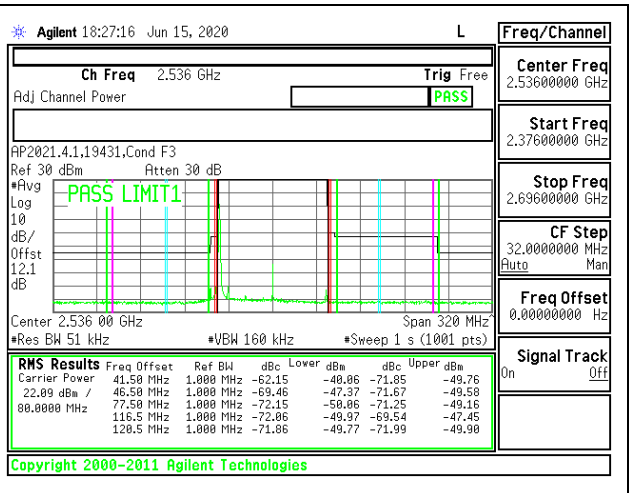 Agilent 18:27:16 Jun 15, 2020 L
Freq/Channel
Ch Freq 2.536 GHz Trig Free
Adj Channel Power PASS
AP2021.4.1,19431,Cond F3
Ref 30 dBm Atten 30 dB
#Avg
Log
10
dB/
Offst
12.1
dB
PASS LIMIT1
Center 2.536 00 GHz Span 320 MHz^
#Res BW 51 kHz #VBW 160 kHz #Sweep 1 s (1001 pts)
RMS Results Freq Offset Ref BW dBc Lower dBm dBc Upper dBm
Carrier Power 41.50 MHz 1.000 MHz -62.15 -40.06 -71.85 -49.76
22.09 dBm / 46.50 MHz 1.000 MHz -69.46 -47.37 -71.67 -49.58
80.0000 MHz 77.50 MHz 1.000 MHz -72.15 -50.06 -71.25 -49.16
116.5 MHz 1.000 MHz -72.06 -49.97 -69.54 -47.45
120.5 MHz 1.000 MHz -71.86 -49.77 -71.99 -49.90
Copyright 2000-2011 Agilent Technologies
Center Freq
2.53600000 GHz
Start Freq
2.37600000 GHz
Stop Freq
2.69600000 GHz
CF Step
32.0000000 MHz
Auto Man
Freq Offset
0.00000000 Hz
Signal Track
On Off